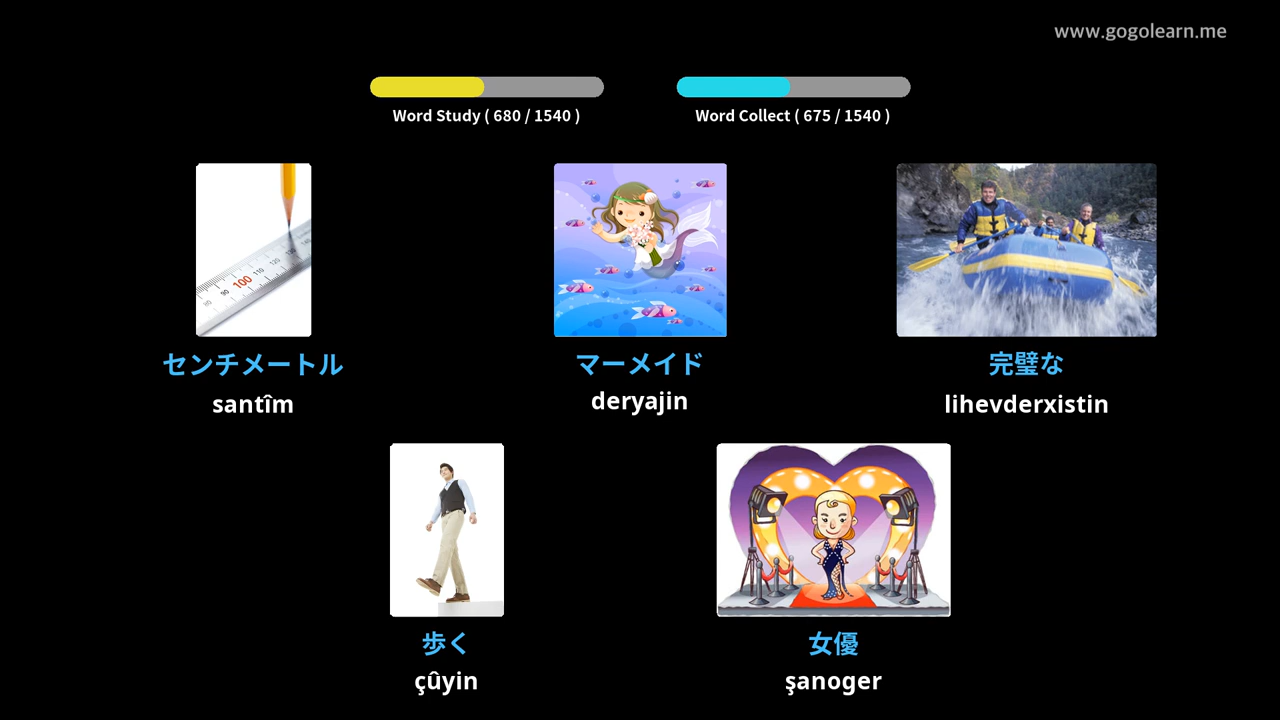 www.gogolearn.me
Word Study ( 680 / 1540 )
Word Collect ( 675 / 1540 )
センチメートル
santîm
マーメイド
deryajin
完璧な
lihevderxistin
歩く
çûyin
女優
şanoger